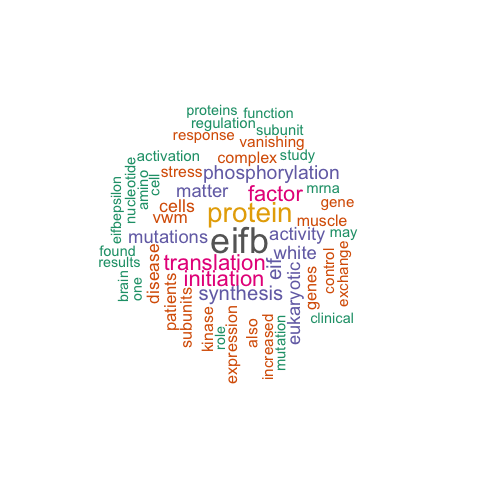 proteins
function
regulation
subunit
response
vanishing
activation
complex
study
stress
phosphorylation
nucleotide
amino
cell
matter
factor
mrna
gene
cells
protein
muscle
vwm
eifbepsilon
mutations
eifb
activity
may
found
white
results
translation
eif
control
exchange
disease
initiation
brain
one
synthesis
eukaryotic
genes
patients
subunits
kinase
role
expression
also
increased
mutation
clinical